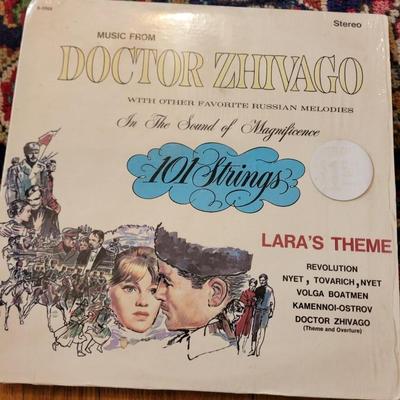 Stereo
MUSIC FROM
DOCTOR ZHIVAGO
WITH OTHER FAVORITE RUSSIAN MELODIES
In The Sound of Magnificence
101 Strings
LARA'S THEME
REVOLUTION
NYET, TOVARICH, NYET
VOLGA BOATMEN
KAMENNOI-OSTROV
DOCTOR ZHIVAGO
(Theme and Overture)